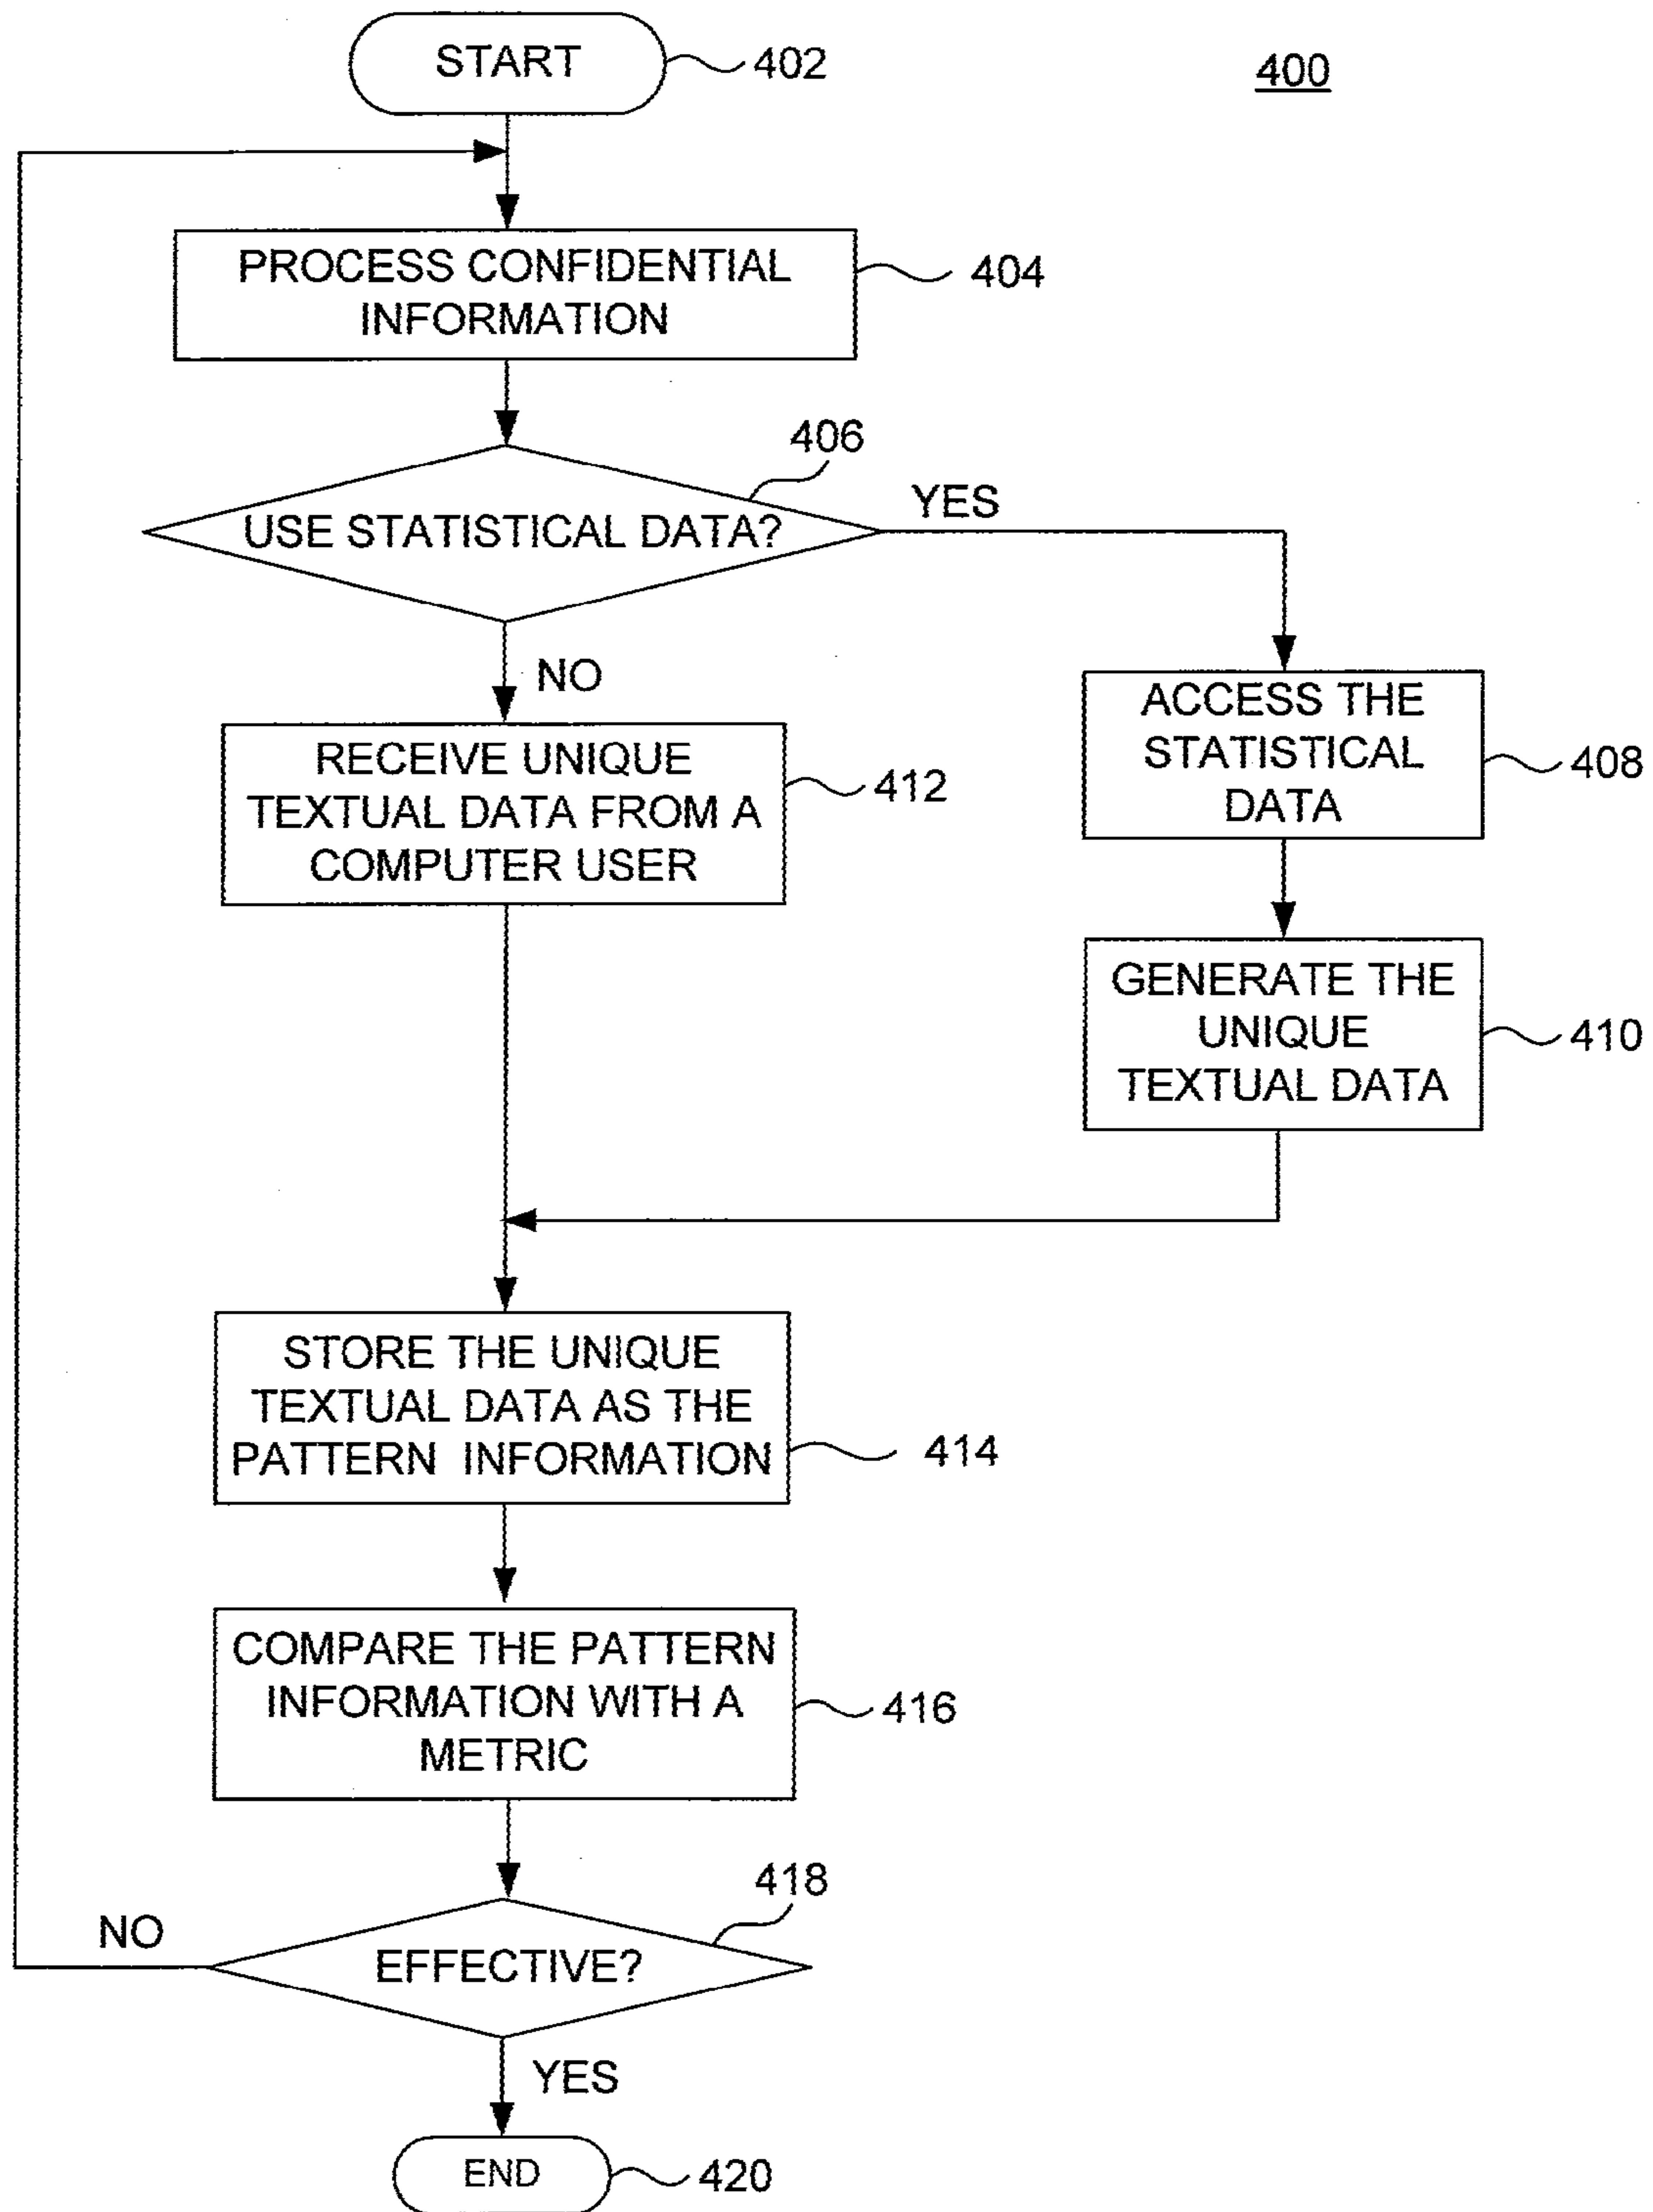 START
402
400
PROCESS CONFIDENTIAL
INFORMATION
404
406
USE STATISTICAL DATA?
YES
NO
RECEIVE UNIQUE
TEXTUAL DATA FROM A
COMPUTER USER
412
ACCESS THE
STATISTICAL
DATA
408
GENERATE THE
UNIQUE
TEXTUAL DATA
410
STORE THE UNIQUE
TEXTUAL DATA AS THE
PATTERN INFORMATION
414
COMPARE THE PATTERN
INFORMATION WITH A
METRIC
416
418
NO
EFFECTIVE?
YES
END
420